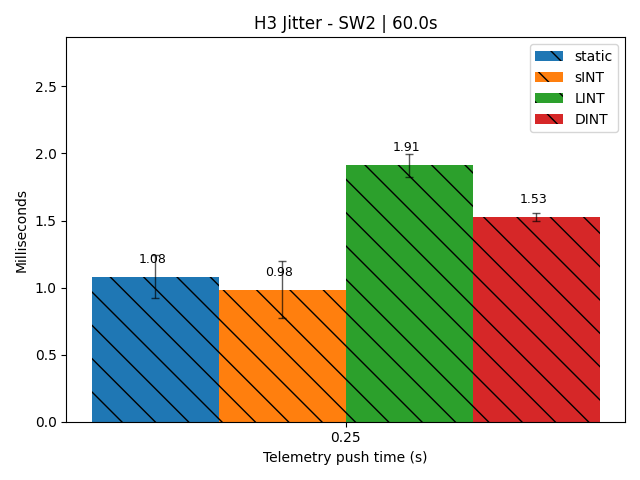 H3 Jitter - SW2 | 60.0s
static
sINT
LINT
DINT
Milliseconds
2.5
2.0
1.5
1.0
0.5
0.0
1.08
0.98
1.91
1.53
0.25
Telemetry push time (s)